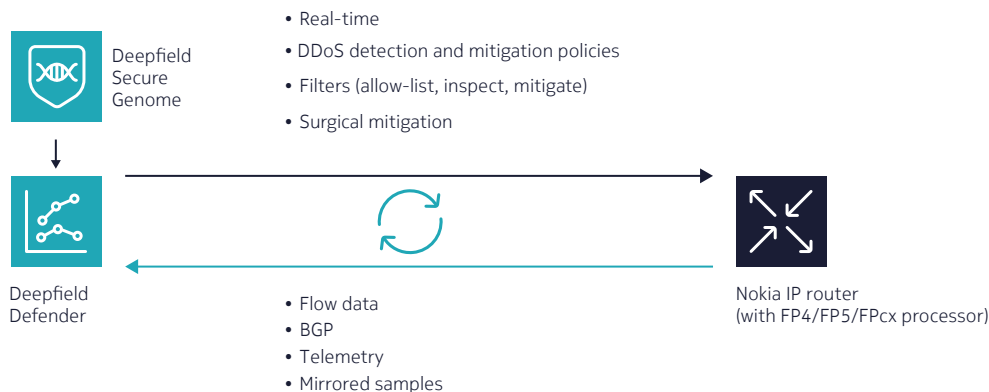 • Real-time
• DDoS detection and mitigation policies
• Filters (allow-list, inspect, mitigate)
• Surgical mitigation
Deepfield
Secure
Genome
Deepfield
Defender
Nokia IP router
(with FP4/FP5/FPcx processor)
• Flow data
• BGP
• Telemetry
• Mirrored samples